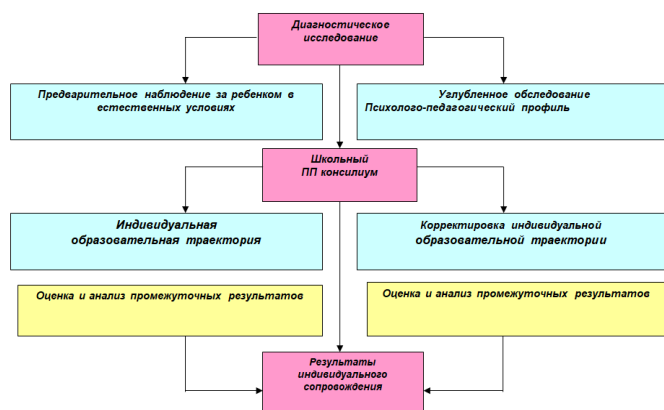 Диагностическое
исследование
Предварительное наблюдение за ребенком в
естественных условиях
Углубленное обследование
Психолого-педагогический профиль
Школьный
ПП консилиум
Индивидуальная
образовательная траектория
Корректировка индивидуальной
образовательной траектории
Оценка и анализ промежуточных результатов
Оценка и анализ промежуточных результатов
Результаты
индивидуального
сопровождения